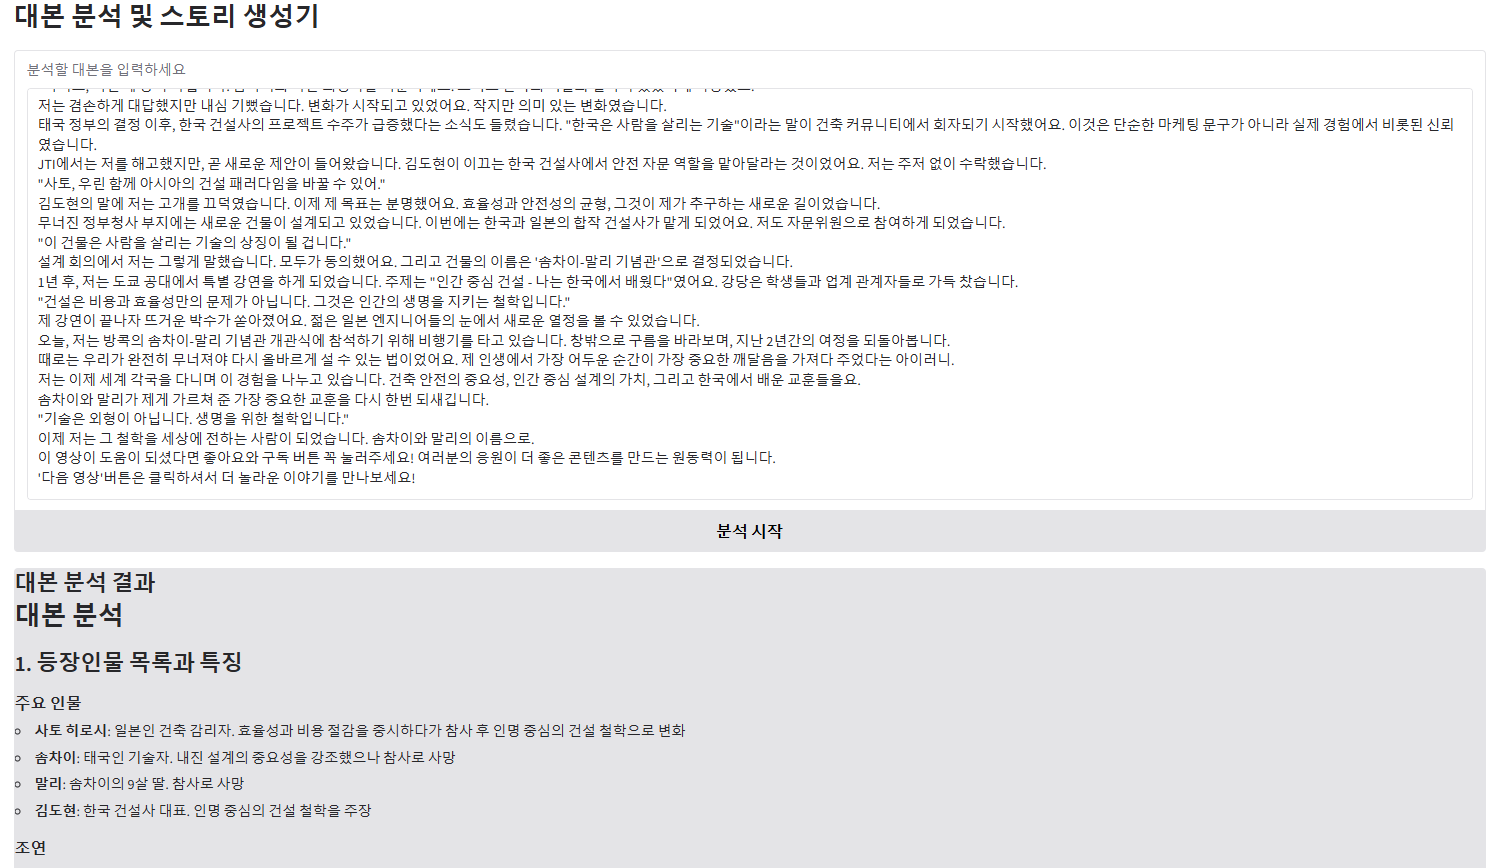 대본 분석 및 스토리 생성기
분석할 대본을 입력하세요
저는 겸손하게 대답했지만 내심 기뻤습니다. 변화가 시작되고 있었어요. 작지만 의미 있는 변화였습니다.
태국 정부의 결정 이후, 한국 건설사의 프로젝트 수주가 급증했다는 소식도 들렸습니다. "한국은 사람을 살리는 기술"이라는 말이 건축 커뮤니티에서 회자되기 시작했어요. 이것은 단순한 마케팅 문구가 아니라 실제 경험에서 비롯된 신뢰
였습니다.
JTI에서는 저를 해고했지만, 곧 새로운 제안이 들어왔습니다. 김도현이 이끄는 한국 건설사에서 안전 자문 역할을 맡아달라는 것이었어요. 저는 주저 없이 수락했습니다.
"사토, 우린 함께 아시아의 건설 패러다임을 바꿀 수 있어."
김도현의 말에 저는 고개를 끄덕였습니다. 이제 제 목표는 분명했어요. 효율성과 안전성의 균형, 그것이 제가 추구하는 새로운 길이었습니다.
무너진 정부청사 부지에는 새로운 건물이 설계되고 있었습니다. 이번에는 한국과 일본의 합작 건설사가 맡게 되었어요. 저도 자문위원으로 참여하게 되었습니다.
"이 건물은 사람을 살리는 기술의 상징이 될 겁니다."
설계 회의에서 저는 그렇게 말했습니다. 모두가 동의했어요. 그리고 건물의 이름은 '솜차이-말리 기념관'으로 결정되었습니다.
1년 후, 저는 도쿄 공대에서 특별 강연을 하게 되었습니다. 주제는 "인간 중심 건설 - 나는 한국에서 배웠다"였어요. 강당은 학생들과 업계 관계자들로 가득 찼습니다.
"건설은 비용과 효율성만의 문제가 아닙니다. 그것은 인간의 생명을 지키는 철학입니다."
제 강연이 끝나자 뜨거운 박수가 쏟아졌어요. 젊은 일본 엔지니어들의 눈에서 새로운 열정을 볼 수 있었습니다.
오늘, 저는 방콕의 솜차이-말리 기념관 개관식에 참석하기 위해 비행기를 타고 있습니다. 창밖으로 구름을 바라보며, 지난 2년간의 여정을 되돌아봅니다.
때로는 우리가 완전히 무너져야 다시 올바르게 설 수 있는 법이었어요. 제 인생에서 가장 어두운 순간이 가장 중요한 깨달음을 가져다 주었다는 아이러니.
저는 이제 세계 각국을 다니며 이 경험을 나누고 있습니다. 건축 안전의 중요성, 인간 중심 설계의 가치, 그리고 한국에서 배운 교훈들을요.
솜차이와 말리가 제게 가르쳐 준 가장 중요한 교훈을 다시 한번 되새깁니다.
"기술은 외형이 아닙니다. 생명을 위한 철학입니다."
이제 저는 그 철학을 세상에 전하는 사람이 되었습니다. 솜차이와 말리의 이름으로.
이 영상이 도움이 되셨다면 좋아요와 구독 버튼 꼭 눌러주세요! 여러분의 응원이 더 좋은 콘텐츠를 만드는 원동력이 됩니다.
'다음 영상'버튼은 클릭하셔서 더 놀라운 이야기를 만나보세요!
분석 시작
대본 분석 결과
대본 분석
1. 등장인물 목록과 특징
주요 인물
사토 히로시: 일본인 건축 감리자. 효율성과 비용 절감을 중시하다가 참사 후 인명 중심의 건설 철학으로 변화
솜차이: 태국인 기술자. 내진 설계의 중요성을 강조했으나 참사로 사망
말리: 솜차이의 9살 딸. 참사로 사망
김도현: 한국 건설사 대표. 인명 중심의 건설 철학을 주장
조연